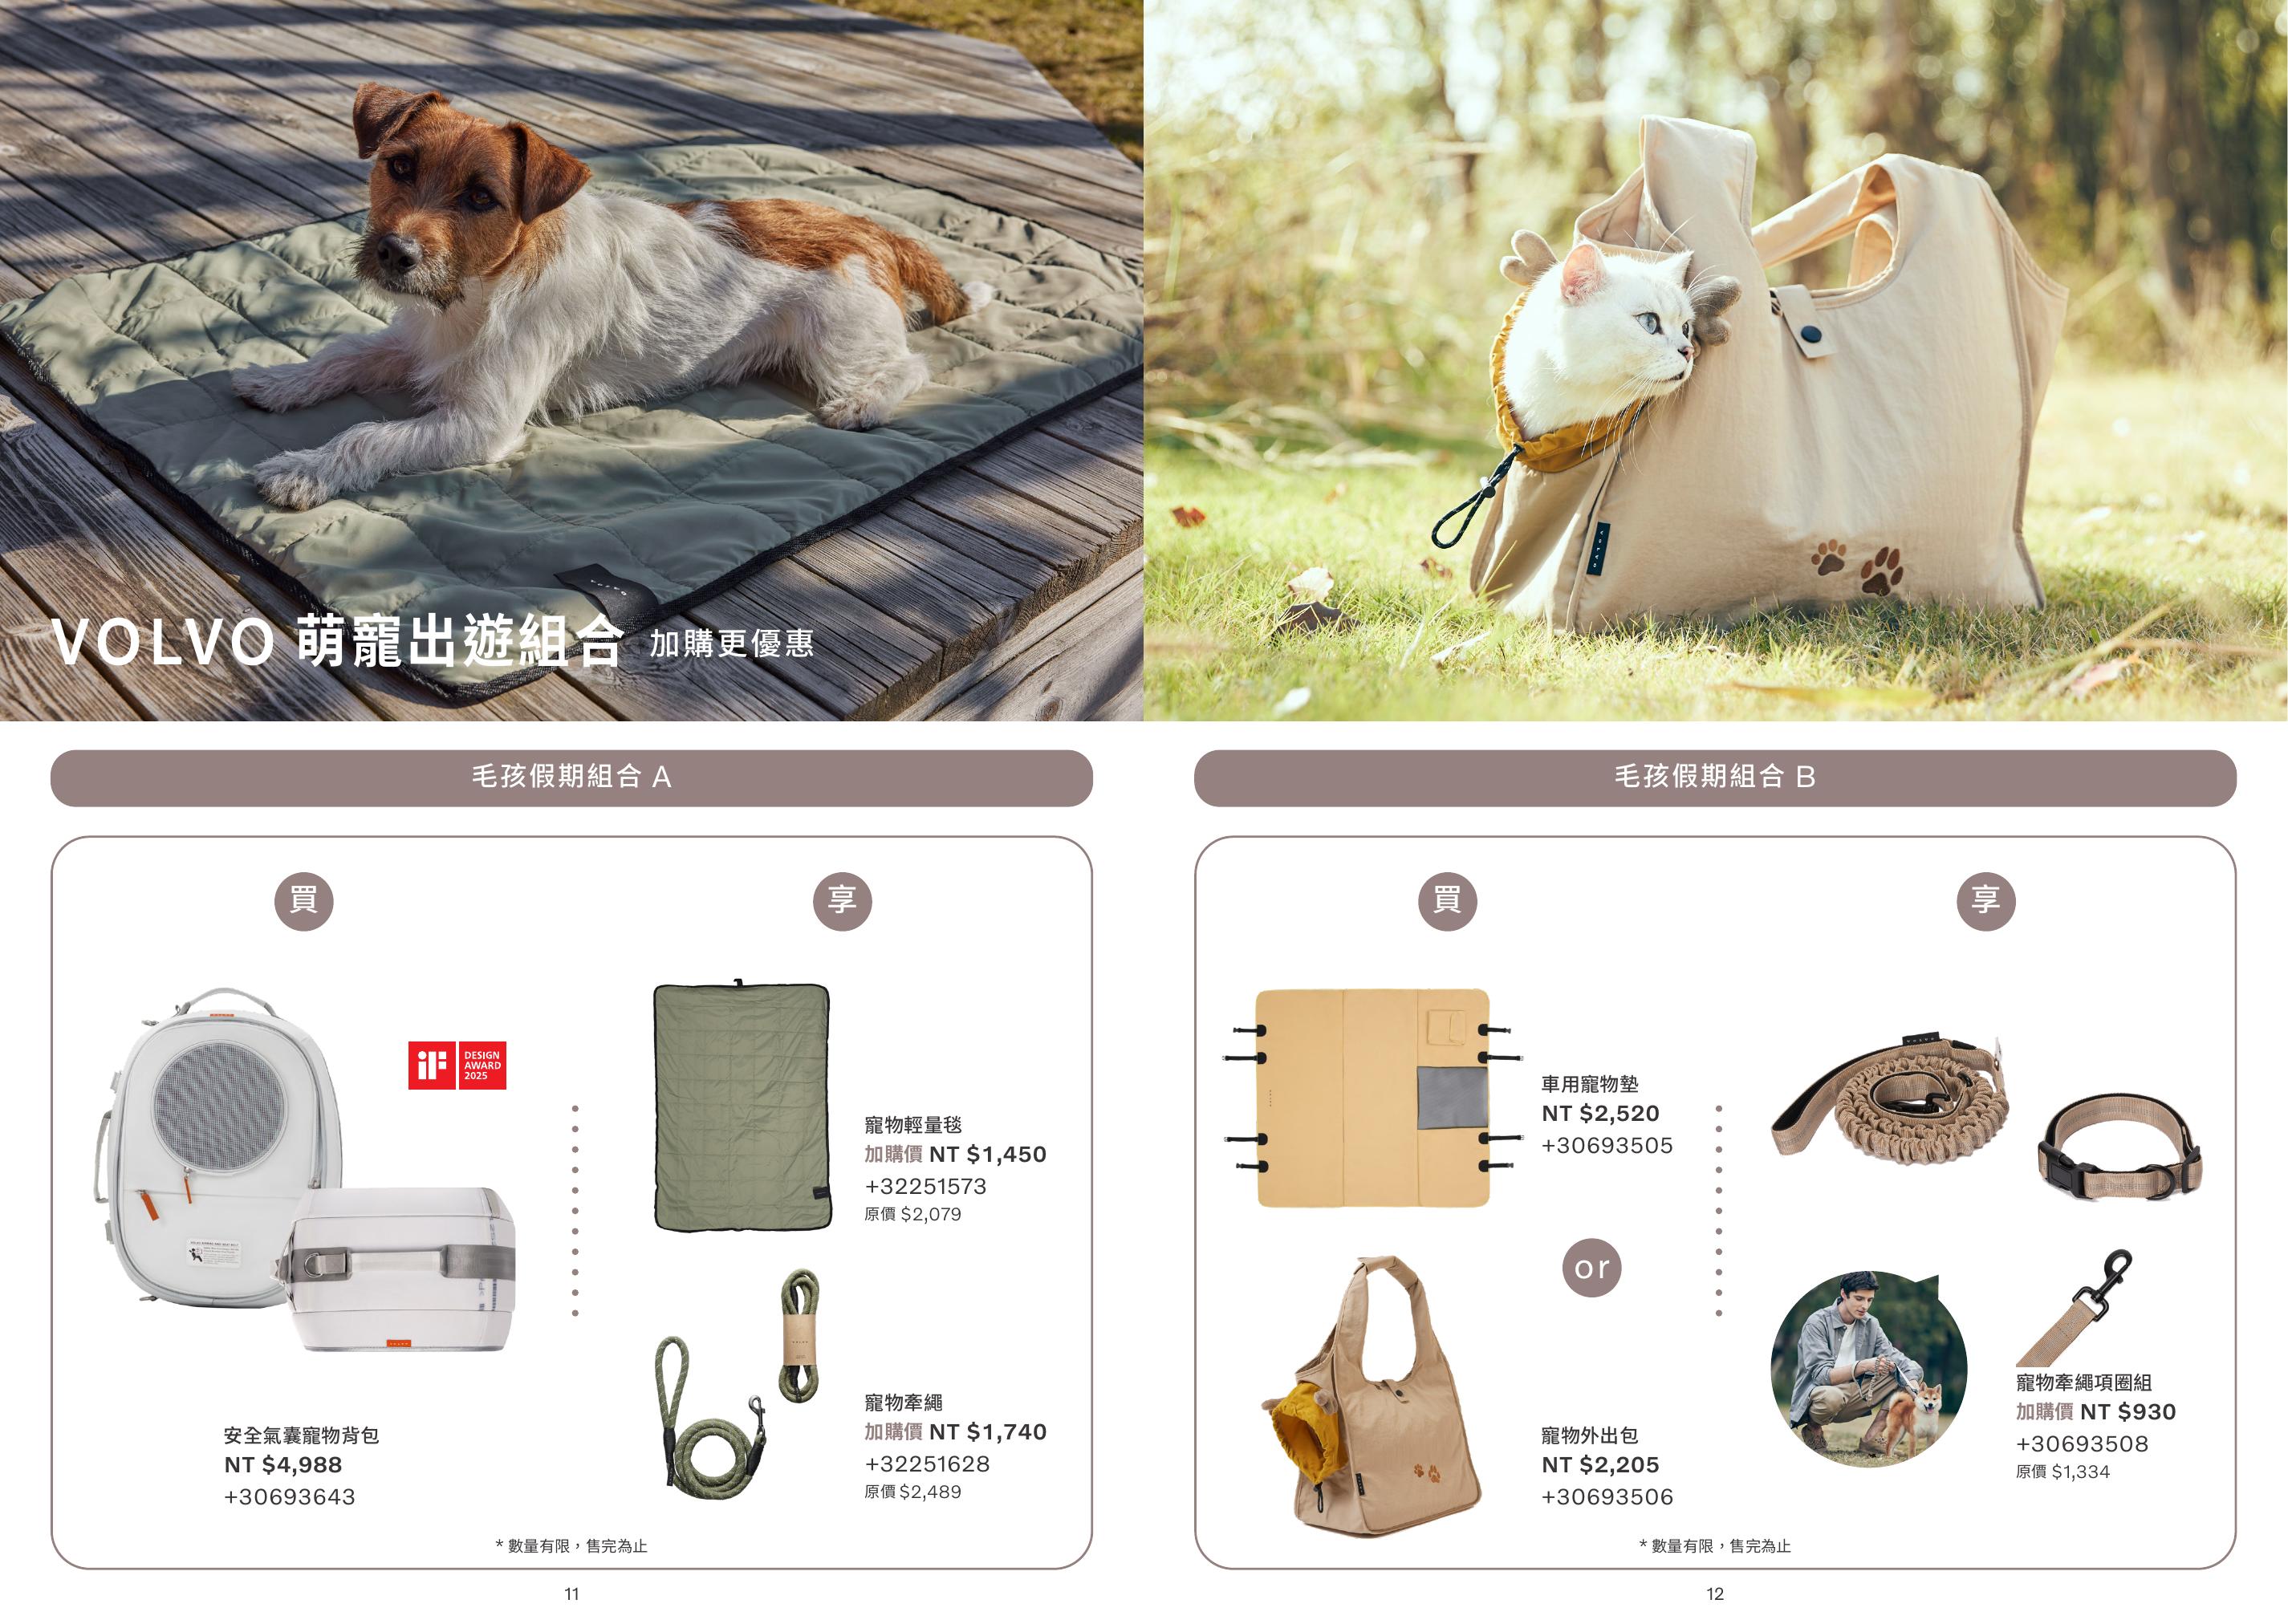 VOLVO 萌寵出遊組合 加購更優惠
毛孩假期組合 A
買
享
iF DESIGN AWARD 2025
寵物輕量毯
加購價 NT $1,450
+32251573
原價 $2,079
寵物牽繩
加購價 NT $1,740
+32251628
原價 $2,489
安全氣囊寵物背包
NT $4,988
+30693643
* 數量有限，售完為止
11
毛孩假期組合 B
買
享
車用寵物墊
NT $2,520
+30693505
or
寵物外出包
NT $2,205
+30693506
寵物牽繩項圈組
加購價 NT $930
+30693508
原價 $1,334
* 數量有限，售完為止
12